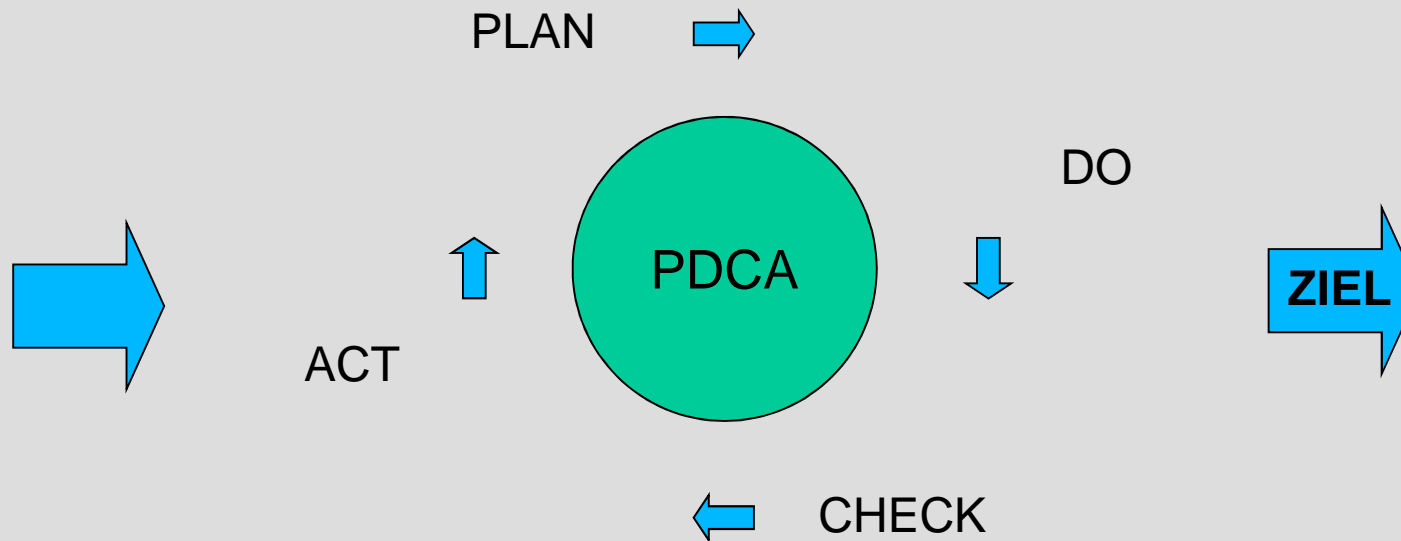 PLAN
DO
PDCA
ZIEL
ACT
CHECK